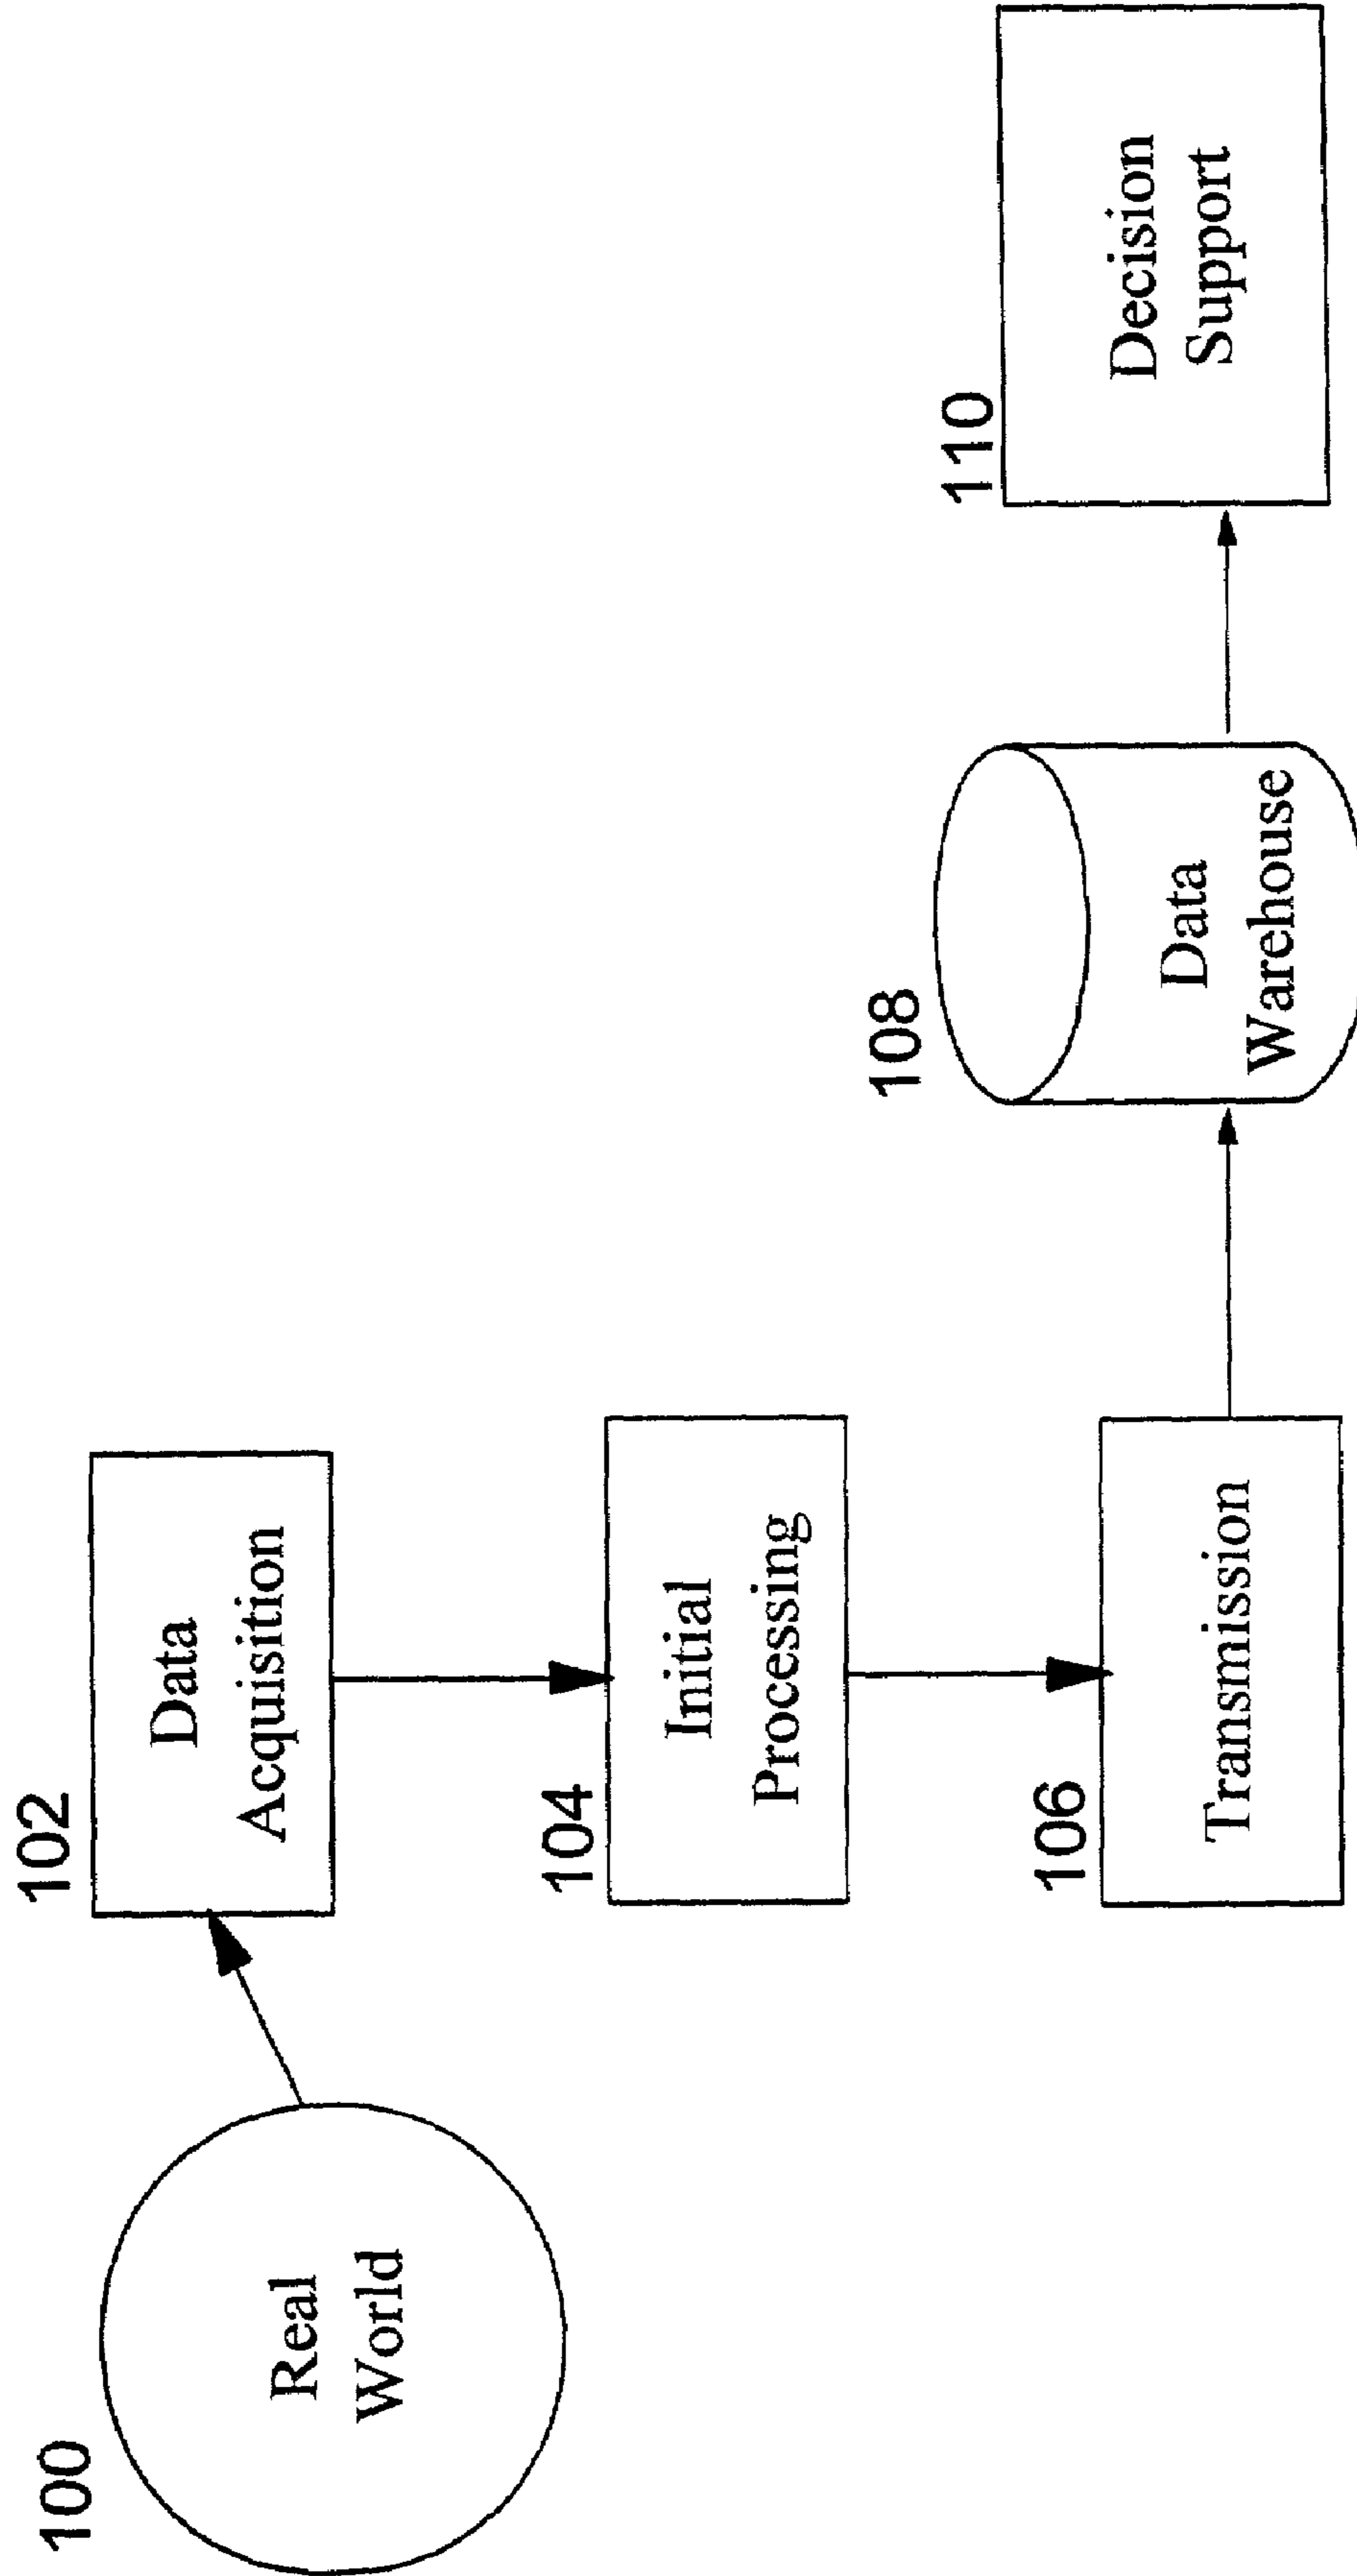 100
Real
World
102
Data
Acquisition
104
Initial
Processing
106
Transmission
108
Data
Warehouse
110
Decision
Support